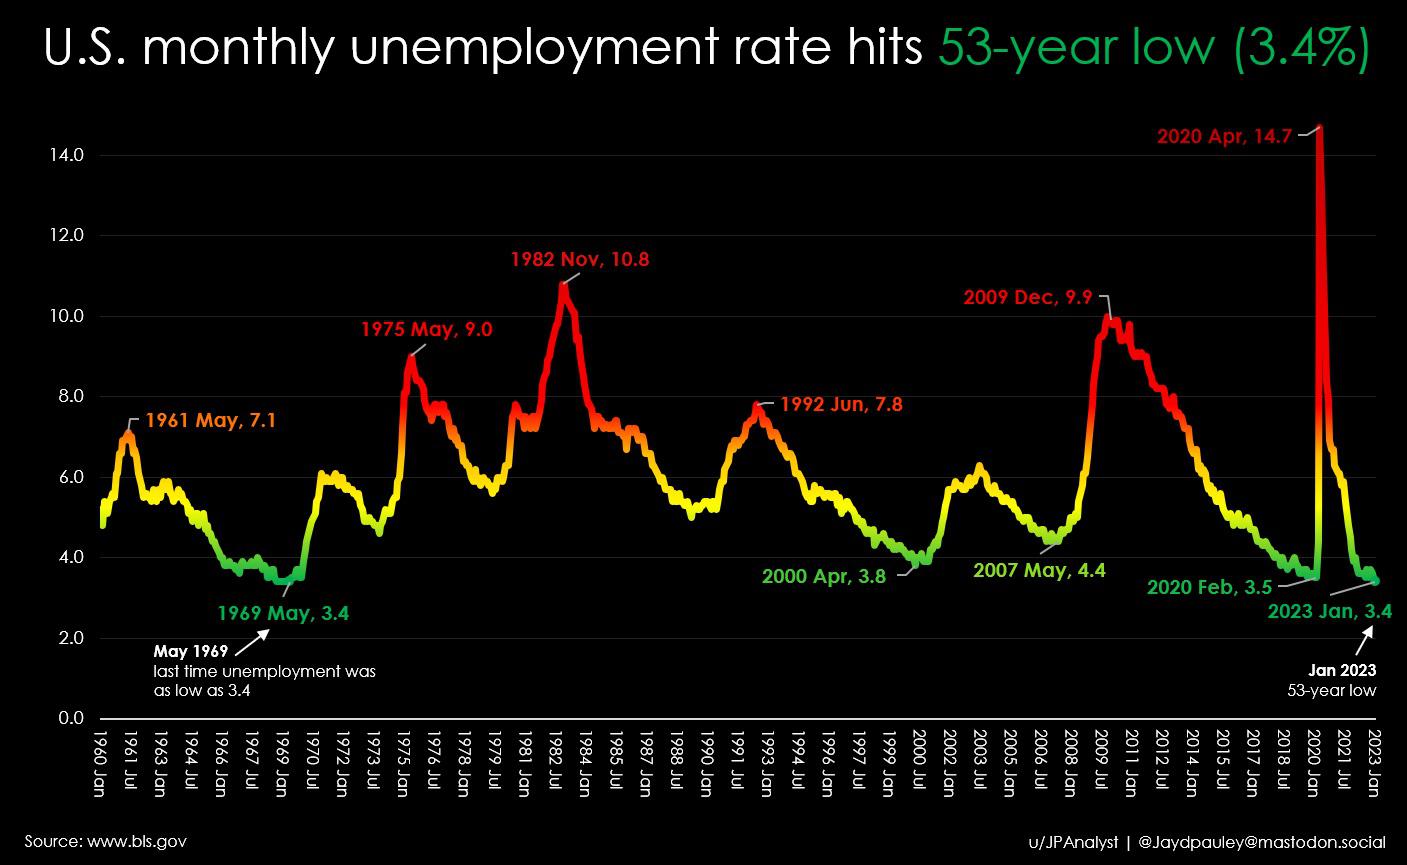 U.S. monthly unemployment rate hits 53-year low (3.4%)
14.0
12.0
10.0
8.0
6.0
4.0
2.0
0.0
1961 May, 7.1
1975 May, 9.0
1982 Nov, 10.8
1992 Jun, 7.8
2009 Dec, 9.9
2020 Apr, 14.7
1969 May, 3.4
2000 Apr, 3.8
2007 May, 4.4
2020 Feb, 3.5
2023 Jan, 3.4
May 1969
last time unemployment was
as low as 3.4
Jan 2023
53-year low
1960 Jan
1961 Jul
1963 Jan
1964 Jul
1966 Jan
1967 Jul
1969 Jan
1970 Jul
1972 Jan
1973 Jul
1975 Jan
1976 Jul
1978 Jan
1979 Jul
1981 Jan
1982 Jul
1984 Jan
1985 Jul
1987 Jan
1988 Jul
1990 Jan
1991 Jul
1993 Jan
1994 Jul
1996 Jan
1997 Jul
1999 Jan
2000 Jul
2002 Jan
2003 Jul
2005 Jan
2006 Jul
2008 Jan
2009 Jul
2011 Jan
2012 Jul
2014 Jan
2015 Jul
2017 Jan
2018 Jul
2020 Jan
2021 Jul
2023 Jan
Source: www.bls.gov
u/JPAnalyst | @Jaydpauley@mastodon.social